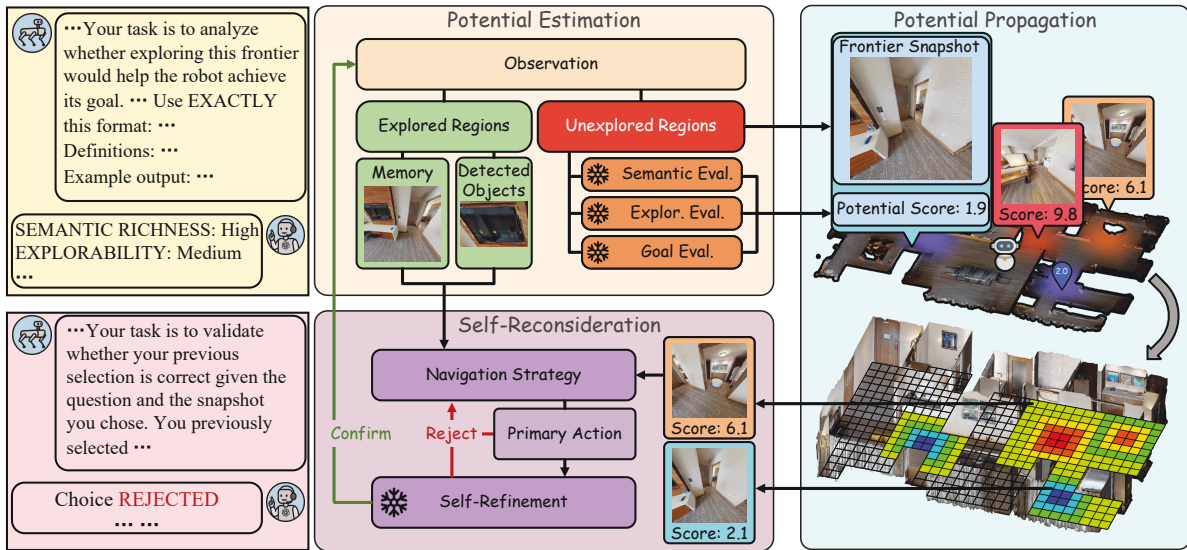 ⋯Your task is to analyze
whether exploring this frontier
would help the robot achieve
its goal. ⋯ Use EXACTLY
this format: ⋯
Definitions: ⋯
Example output: ⋯
SEMANTIC RICHNESS: High
EXPLORABILITY: Medium
⋯
⋯Your task is to validate
whether your previous
selection is correct given the
question and the snapshot
you chose. You previously
selected ⋯
Choice REJECTED
⋯ ⋯
Potential Estimation
Observation
Explored Regions
Unexplored Regions
Memory
Detected
Objects
Semantic Eval.
Explor. Eval.
Goal Eval.
Self-Reconsideration
Navigation Strategy
Confirm
Reject
Primary Action
Self-Refinement
Score: 6.1
Score: 2.1
Potential Propagation
Frontier Snapshot
Potential Score: 1.9
Score: 9.8
core: 6.1
2.0